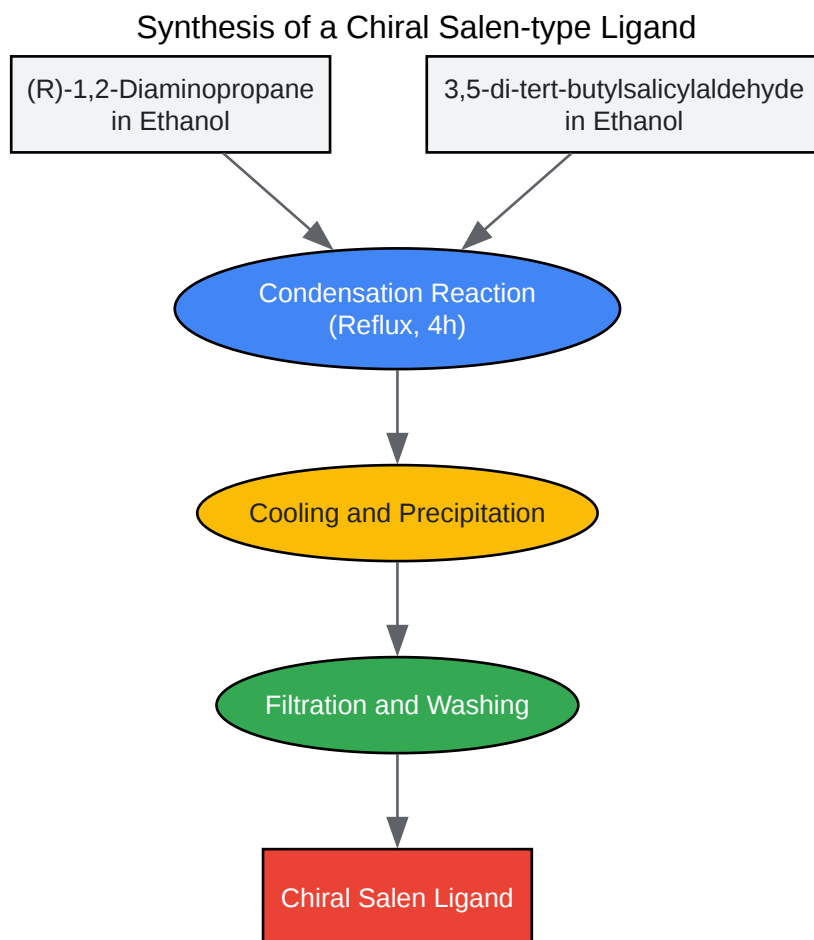 Synthesis of a Chiral Salen-type Ligand
(R)-1,2-Diaminopropane
in Ethanol
3,5-di-tert-butylsalicylaldehyde
in Ethanol
Condensation Reaction
(Reflux, 4h)
Cooling and Precipitation
Filtration and Washing
Chiral Salen Ligand